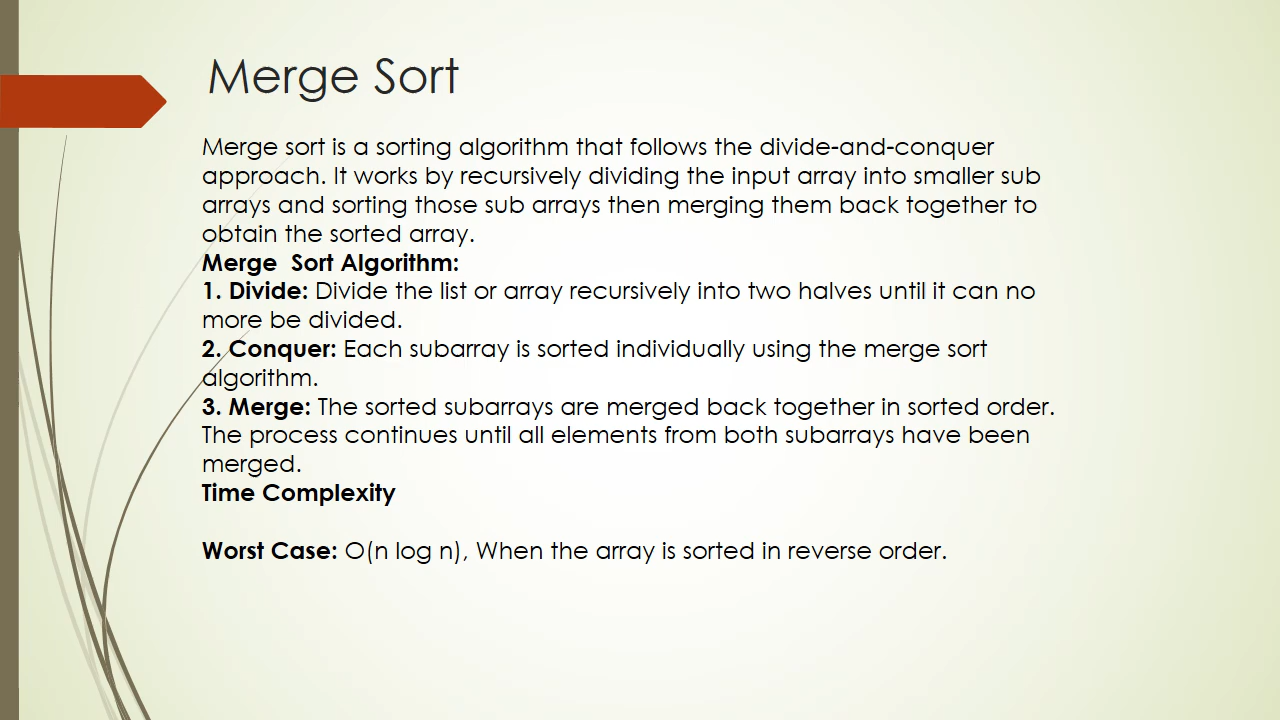 Merge Sort
Merge sort is a sorting algorithm that follows the divide-and-conquer
approach. It works by recursively dividing the input array into smaller sub
arrays and sorting those sub arrays then merging them back together to
obtain the sorted array.
Merge  Sort Algorithm:
1. Divide: Divide the list or array recursively into two halves until it can no
more be divided.
2. Conquer: Each subarray is sorted individually using the merge sort
algorithm.
3. Merge: The sorted subarrays are merged back together in sorted order.
The process continues until all elements from both subarrays have been
merged.
Time Complexity
Worst Case: O(n log n), When the array is sorted in reverse order.